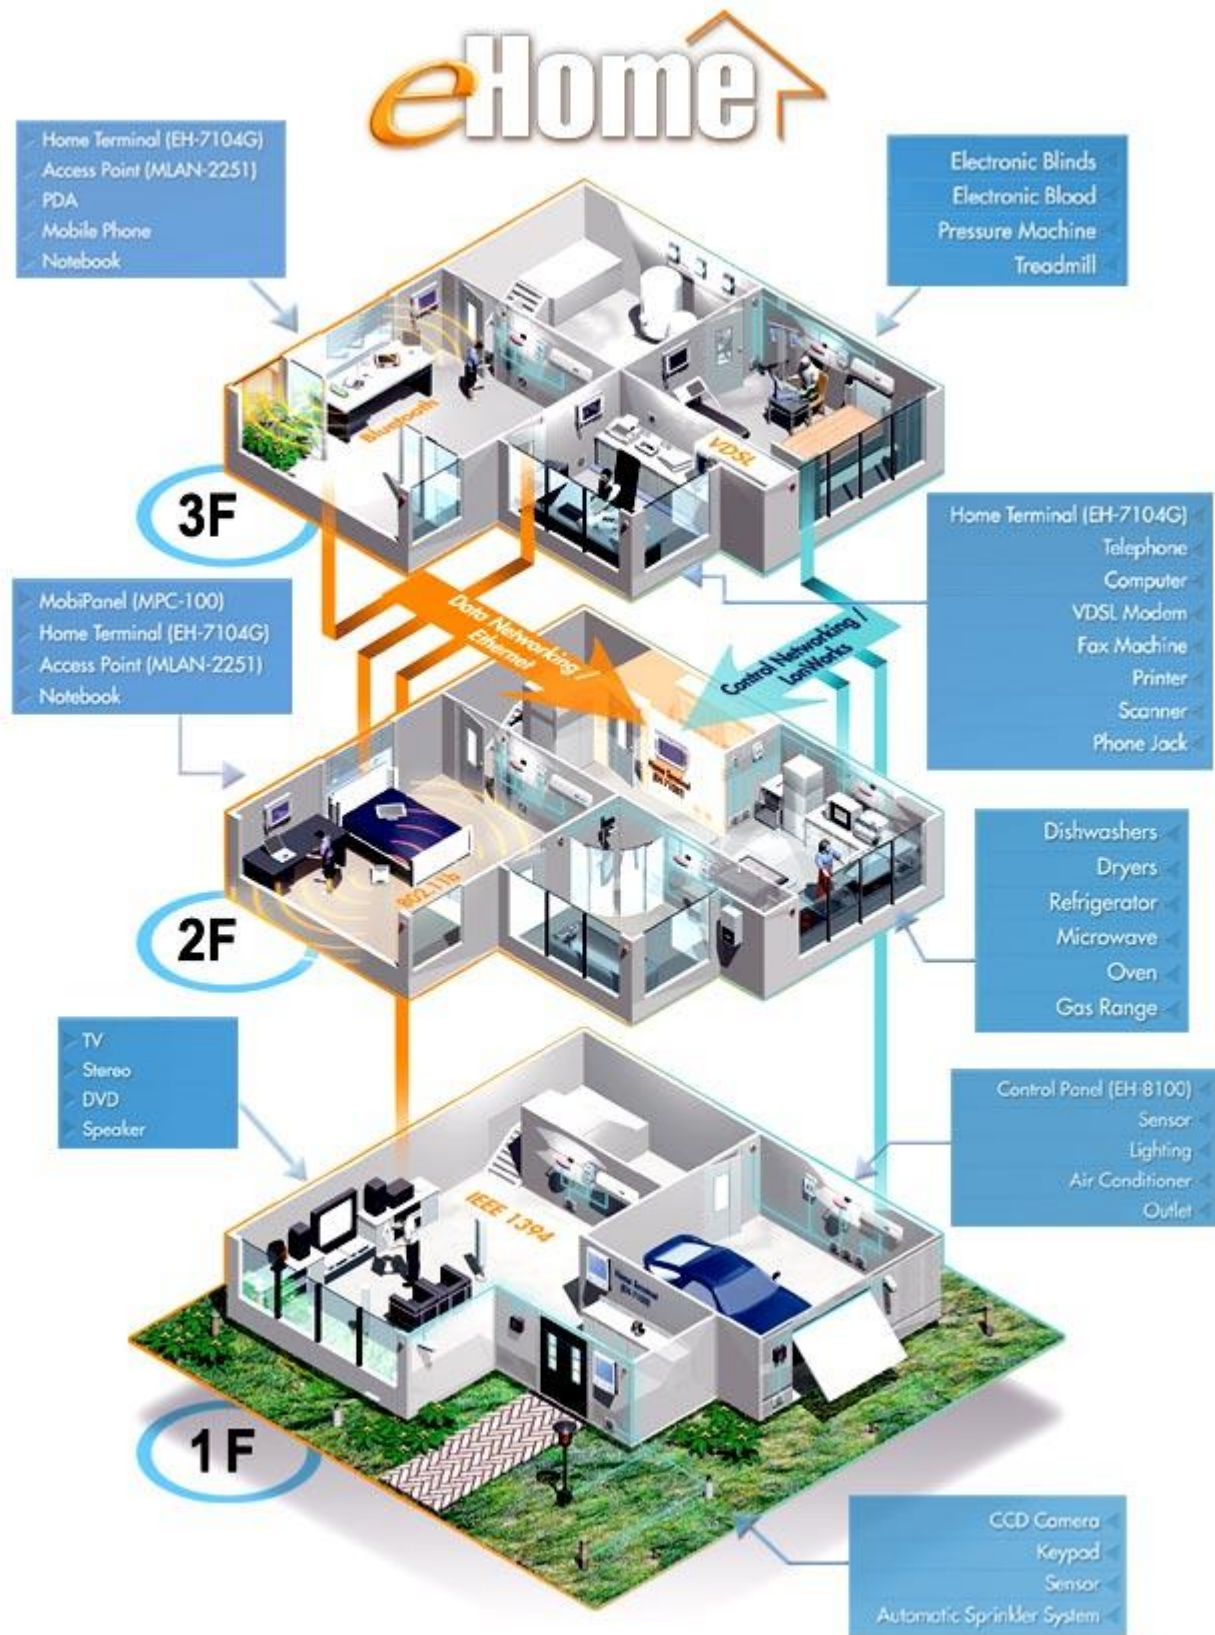 eHome
Home Terminal (EH-7104G)
Access Point (MLAN-2251)
PDA
Mobile Phone
Notebook
Electronic Blinds
Electronic Blood
Pressure Machine
Treadmill
Bluetooth
VDSL
3F
Home Terminal (EH-7104G)
Telephone
Computer
VDSL Modem
Fax Machine
Printer
Scanner
Phone Jack
MobiPanel (MPC-100)
Home Terminal (EH-7104G)
Access Point (MLAN-2251)
Notebook
Data Networking /
Ethernet
Control Networking /
LonWorks
Home Terminal
802.11b
2F
Dishwashers
Dryers
Refrigerator
Microwave
Oven
Gas Range
TV
Stereo
DVD
Speaker
Control Panel (EH-8100)
Sensor
Lighting
Air Conditioner
Outlet
IEEE 1394
Home Terminal
1F
CCD Camera
Keypad
Sensor
Automatic Sprinkler System